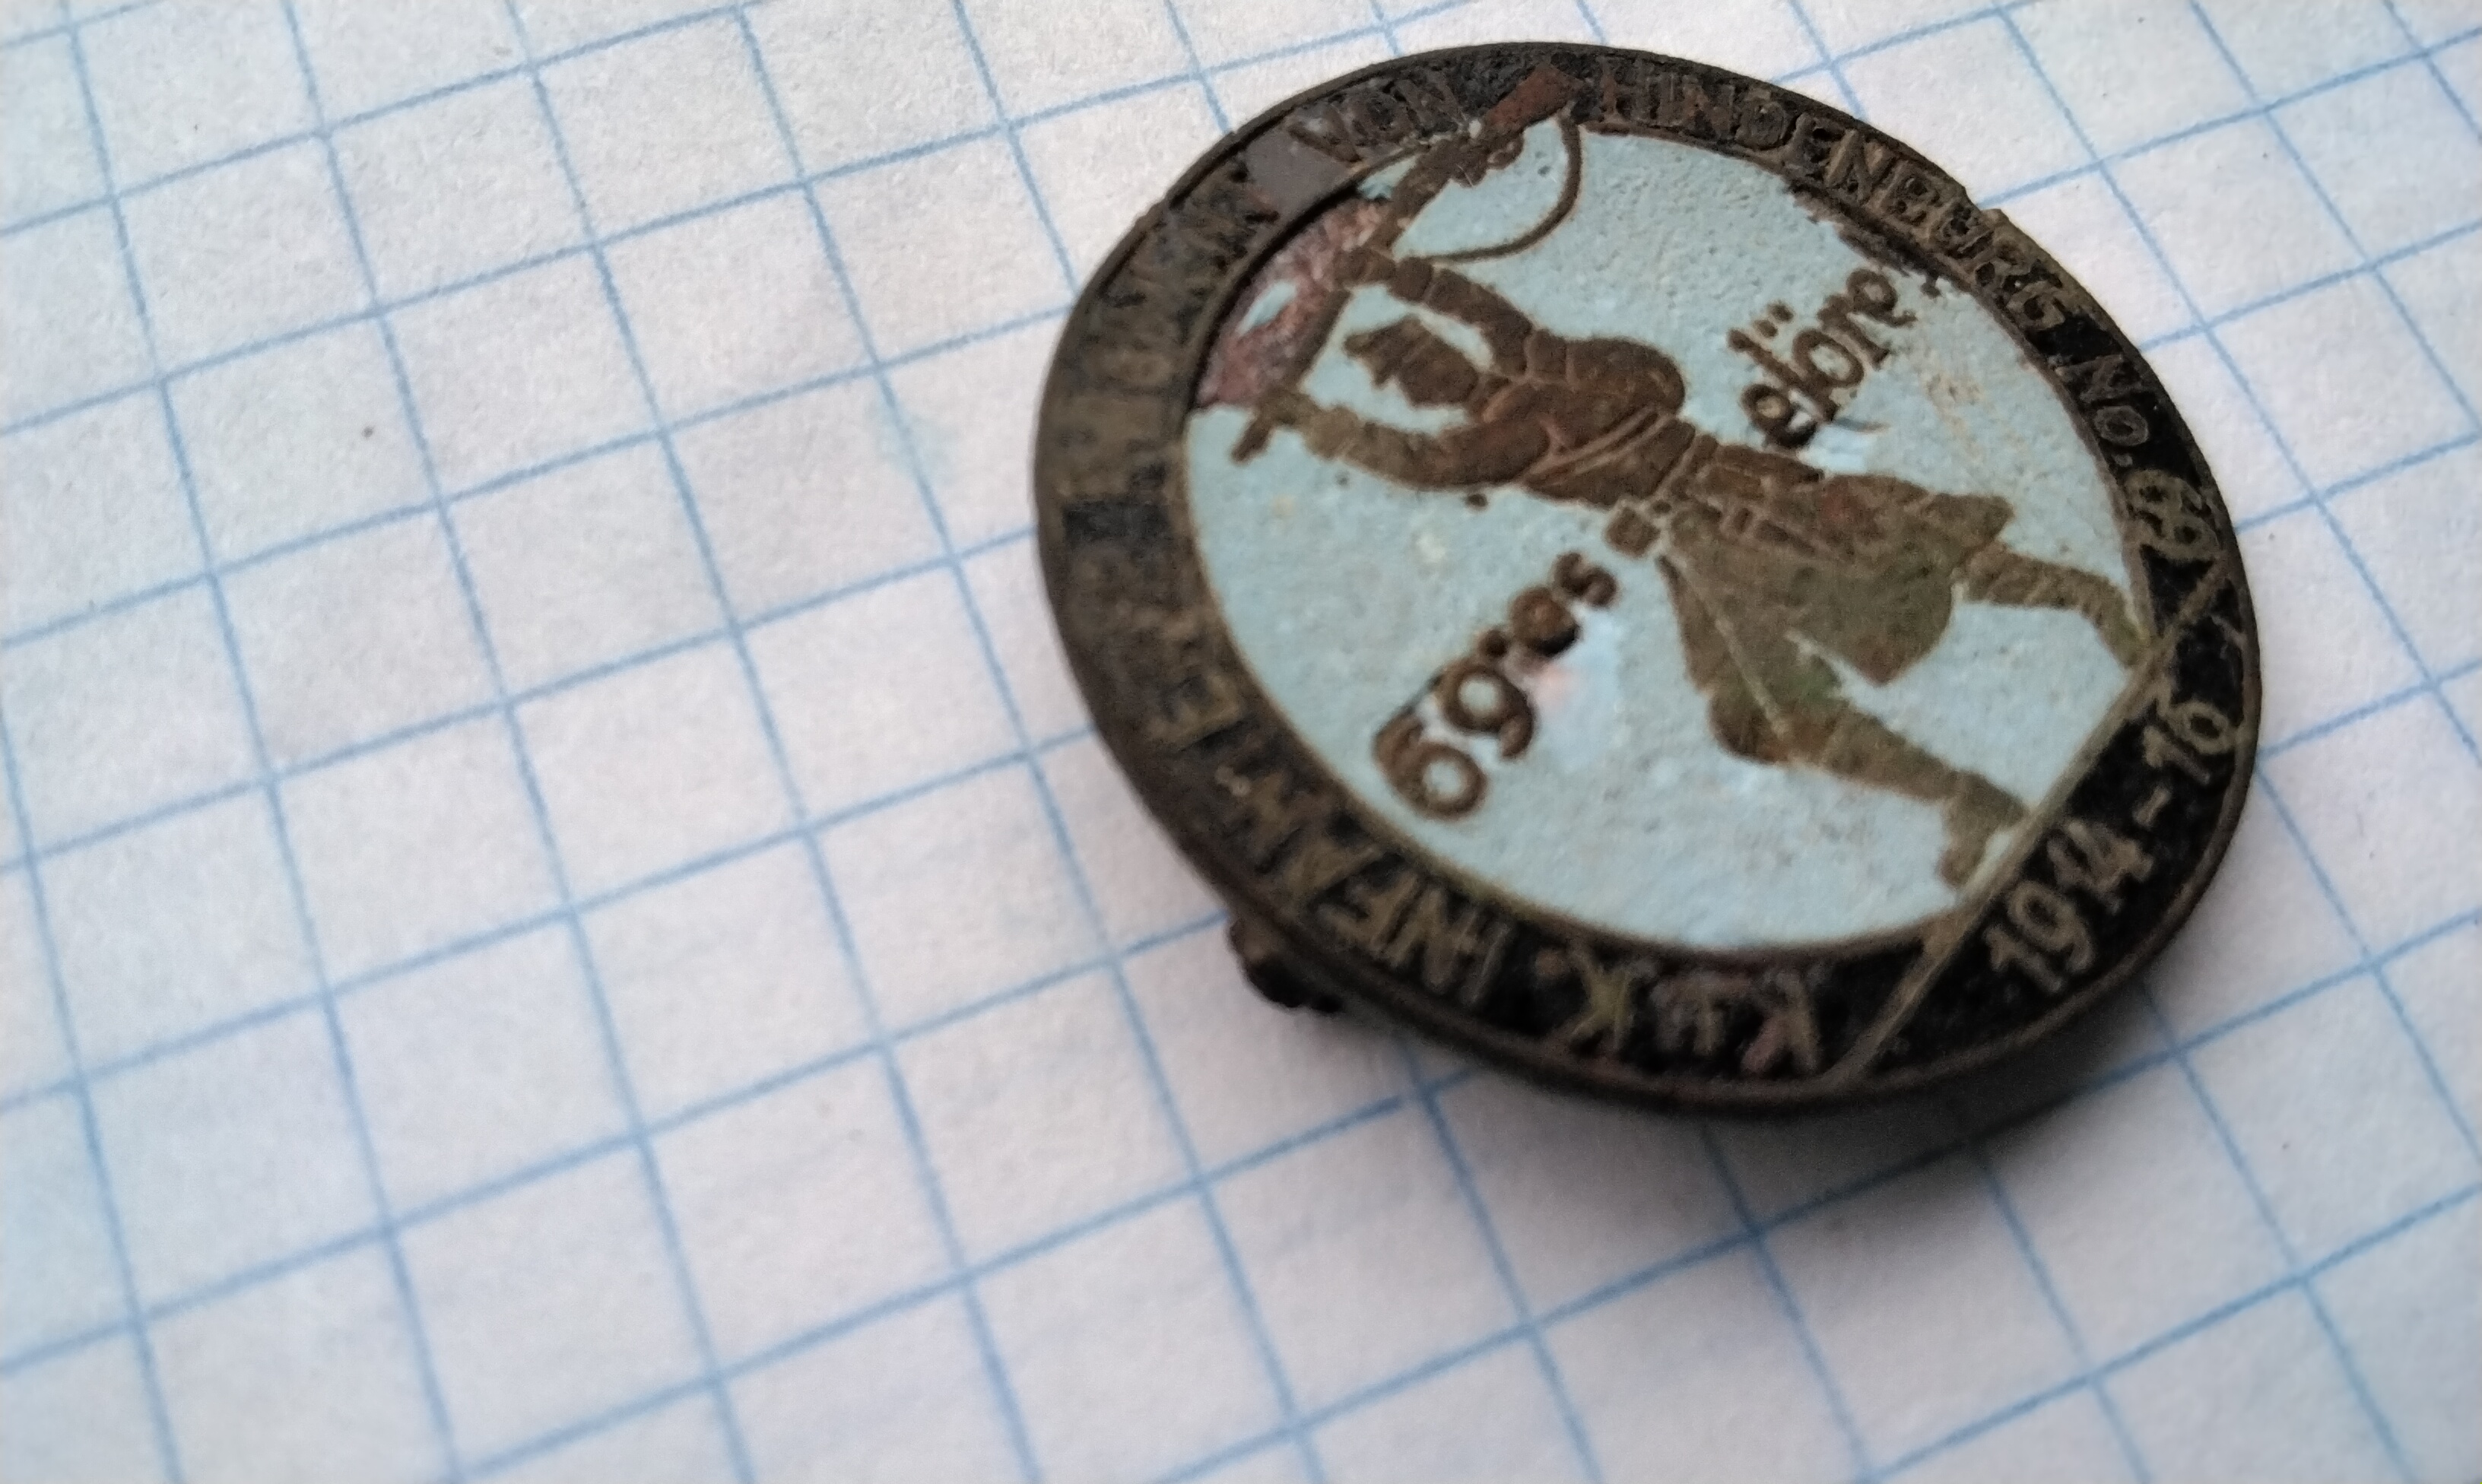 K.u.K. INFANTERIE
VON HINDENBURG No. 69
69.es
előre!
1914-16